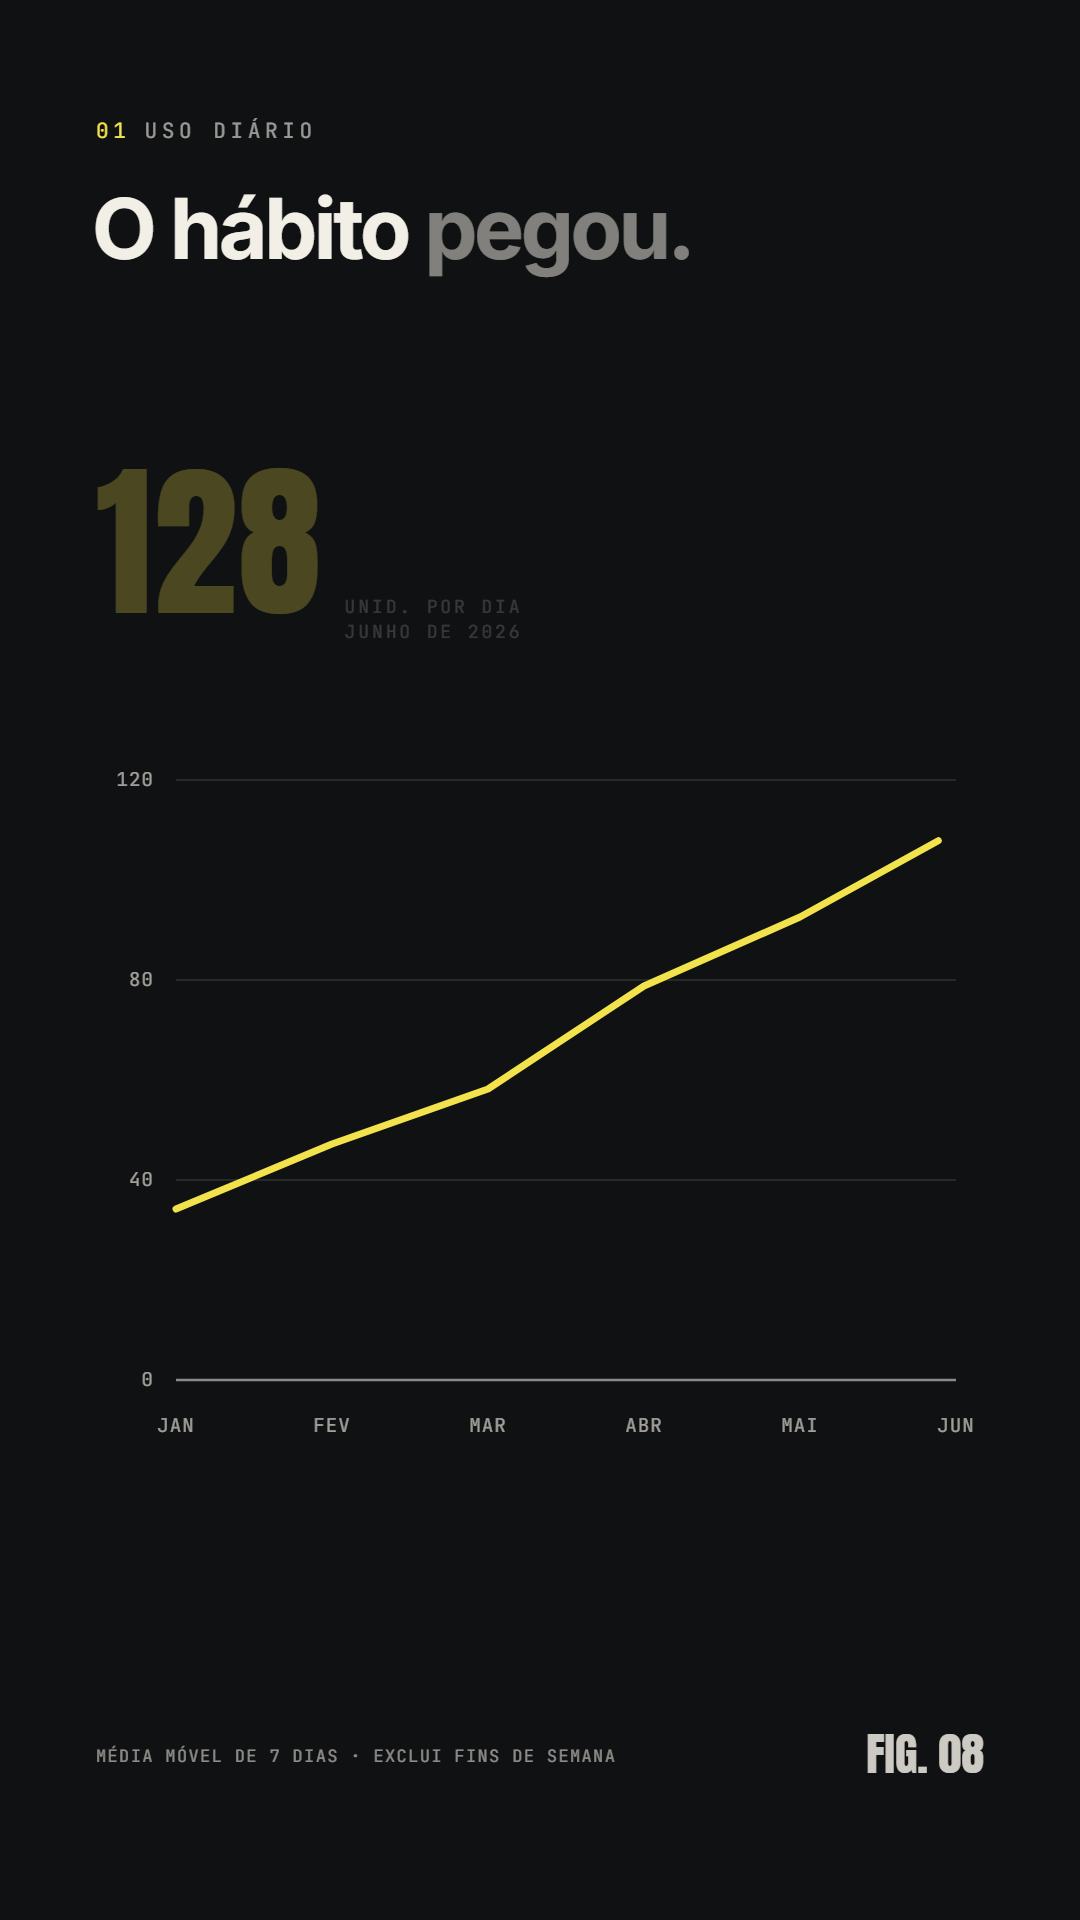 01 USO DIÁRIO
O hábito pegou.
128
UNID. POR DIA
JUNHO DE 2026
120
80
40
0
JAN FEV MAR ABR MAI JUN
MÉDIA MÓVEL DE 7 DIAS · EXCLUI FINS DE SEMANA
FIG. 08